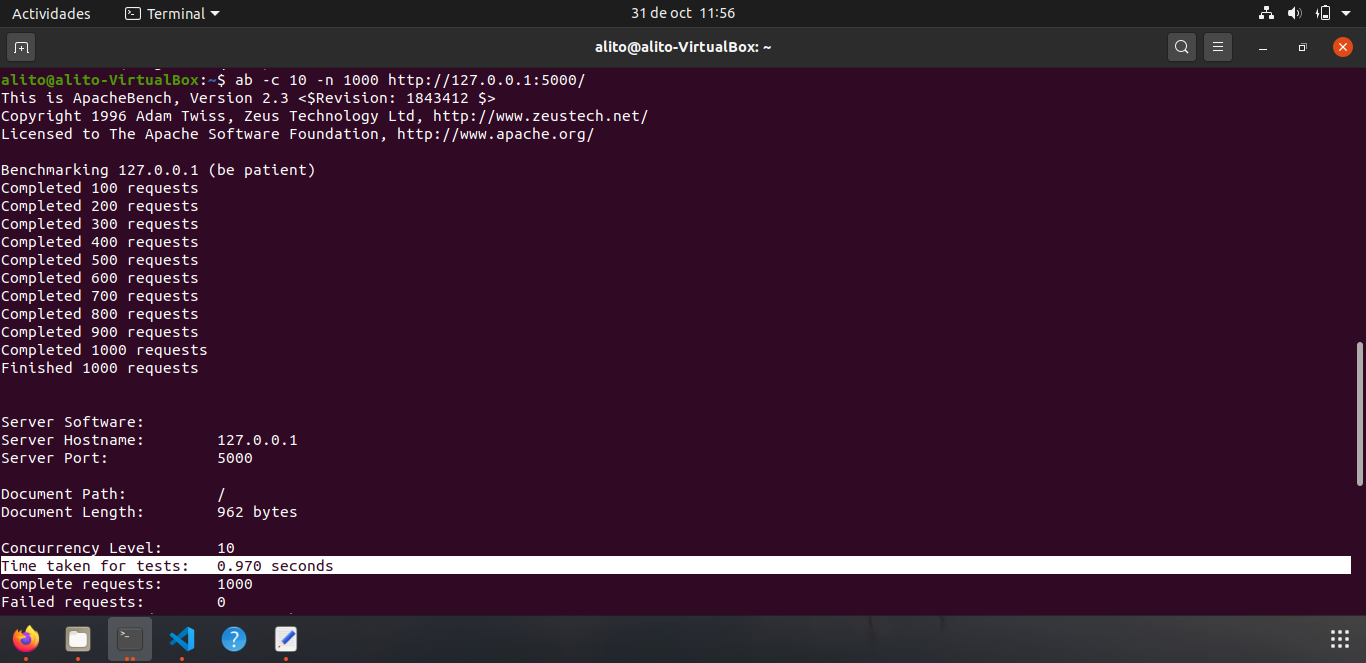 Actividades Terminal 31 de oct 11:56
alito@alito-VirtualBox: ~
alito@alito-VirtualBox:~$ ab -c 10 -n 1000 http://127.0.0.1:5000/
This is ApacheBench, Version 2.3 <$Revision: 1843412 $>
Copyright 1996 Adam Twiss, Zeus Technology Ltd, http://www.zeustech.net/
Licensed to The Apache Software Foundation, http://www.apache.org/
Benchmarking 127.0.0.1 (be patient)
Completed 100 requests
Completed 200 requests
Completed 300 requests
Completed 400 requests
Completed 500 requests
Completed 600 requests
Completed 700 requests
Completed 800 requests
Completed 900 requests
Completed 1000 requests
Finished 1000 requests
Server Software:
Server Hostname: 127.0.0.1
Server Port: 5000
Document Path: /
Document Length: 962 bytes
Concurrency Level: 10
Time taken for tests: 0.970 seconds
Complete requests: 1000
Failed requests: 0